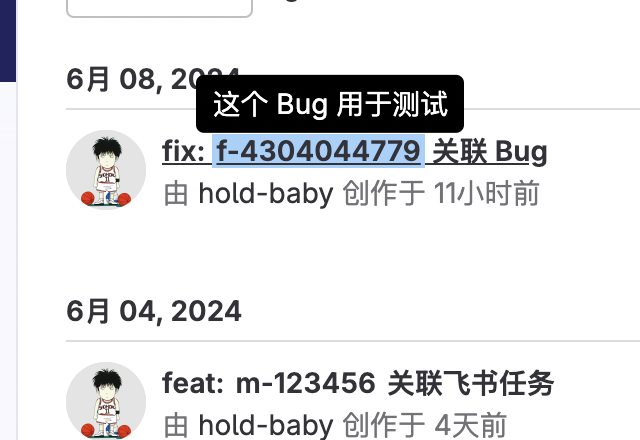 6月 08, 2024
这个 Bug 用于测试
fix: f-4304044779 关联 Bug
由 hold-baby 创作于 11小时前
6月 04, 2024
feat: m-123456 关联飞书任务
由 hold-baby 创作于 4天前